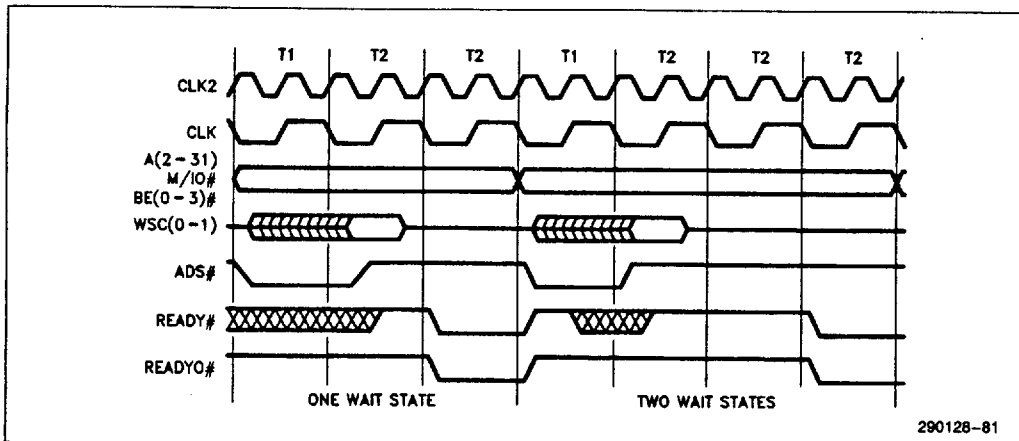 T1 T2 T2 T1 T2 T2 T2
CLK2
CLK
A(2-31)
M/IO#
BE(0-3)#
WSC(0-1)
ADS#
READY#
READYO#
ONE WAIT STATE TWO WAIT STATES
290128-81